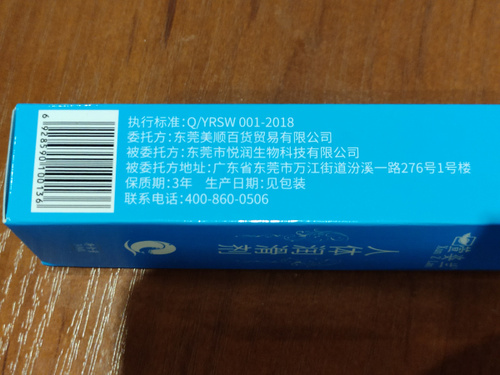 执行标准:Q/YRSW 001-2018
委托方:东莞美顺百货贸易有限公司
被委托方:东莞市悦润生物科技有限公司
被委托方地址:广东省东莞市万江街道汾溪一路276号1号楼
保质期:3年 生产日期:见包装
联系电话:400-860-0506
6928590100136
人体润滑剂